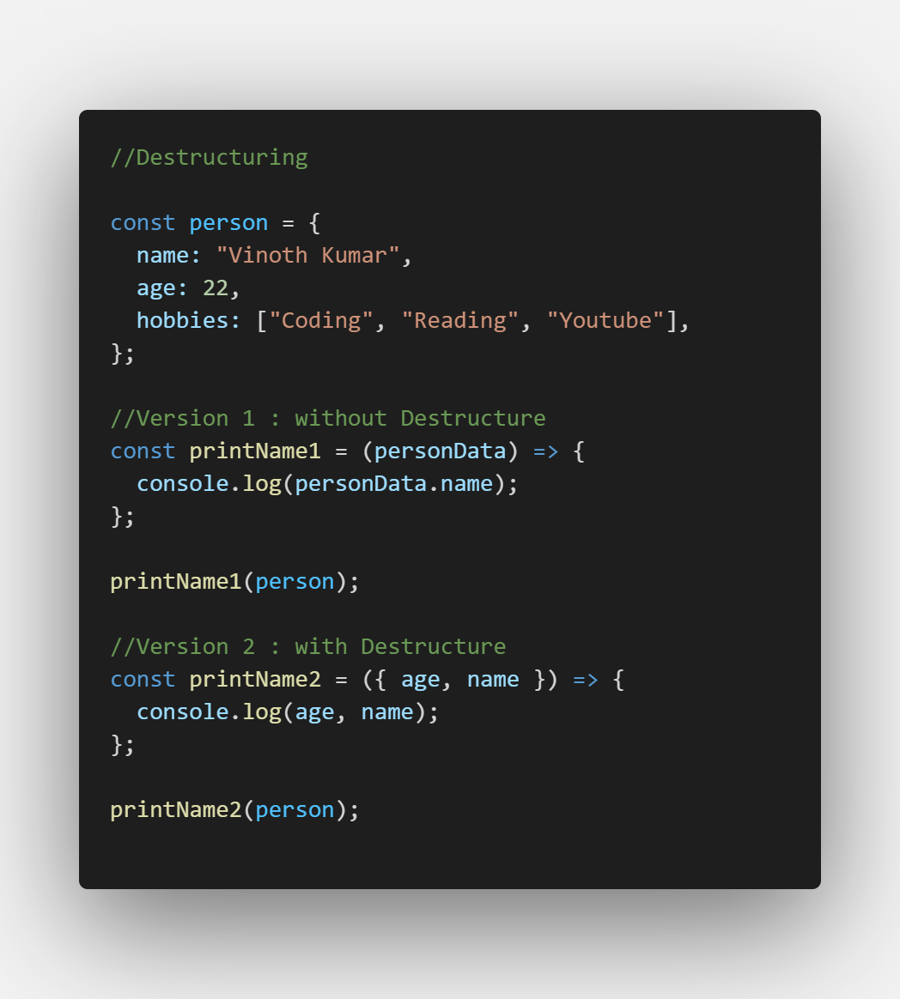 //Destructuring
const person = {
  name: "Vinoth Kumar",
  age: 22,
  hobbies: ["Coding", "Reading", "Youtube"],
};
//Version 1 : without Destructure
const printName1 = (personData) => {
  console.log(personData.name);
};
printName1(person);
//Version 2 : with Destructure
const printName2 = ({ age, name }) => {
  console.log(age, name);
};
printName2(person);